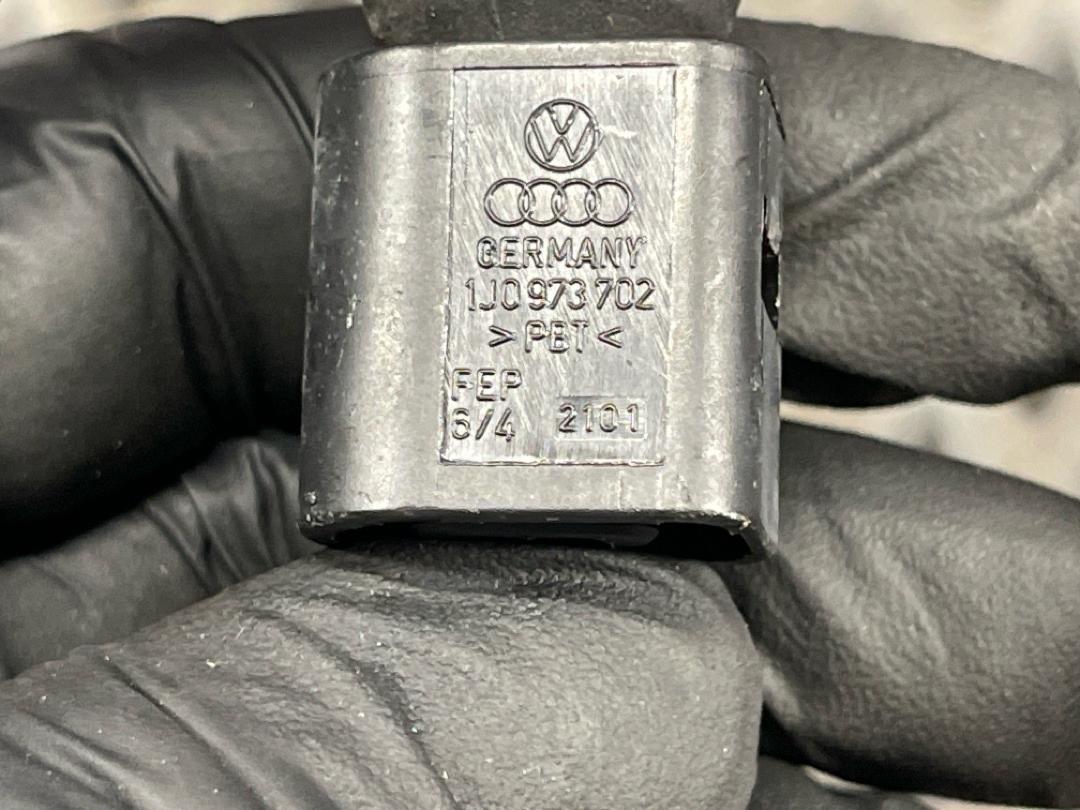 GERMANY
1J0 973 702
>PBT<
FEP
6/4 2101